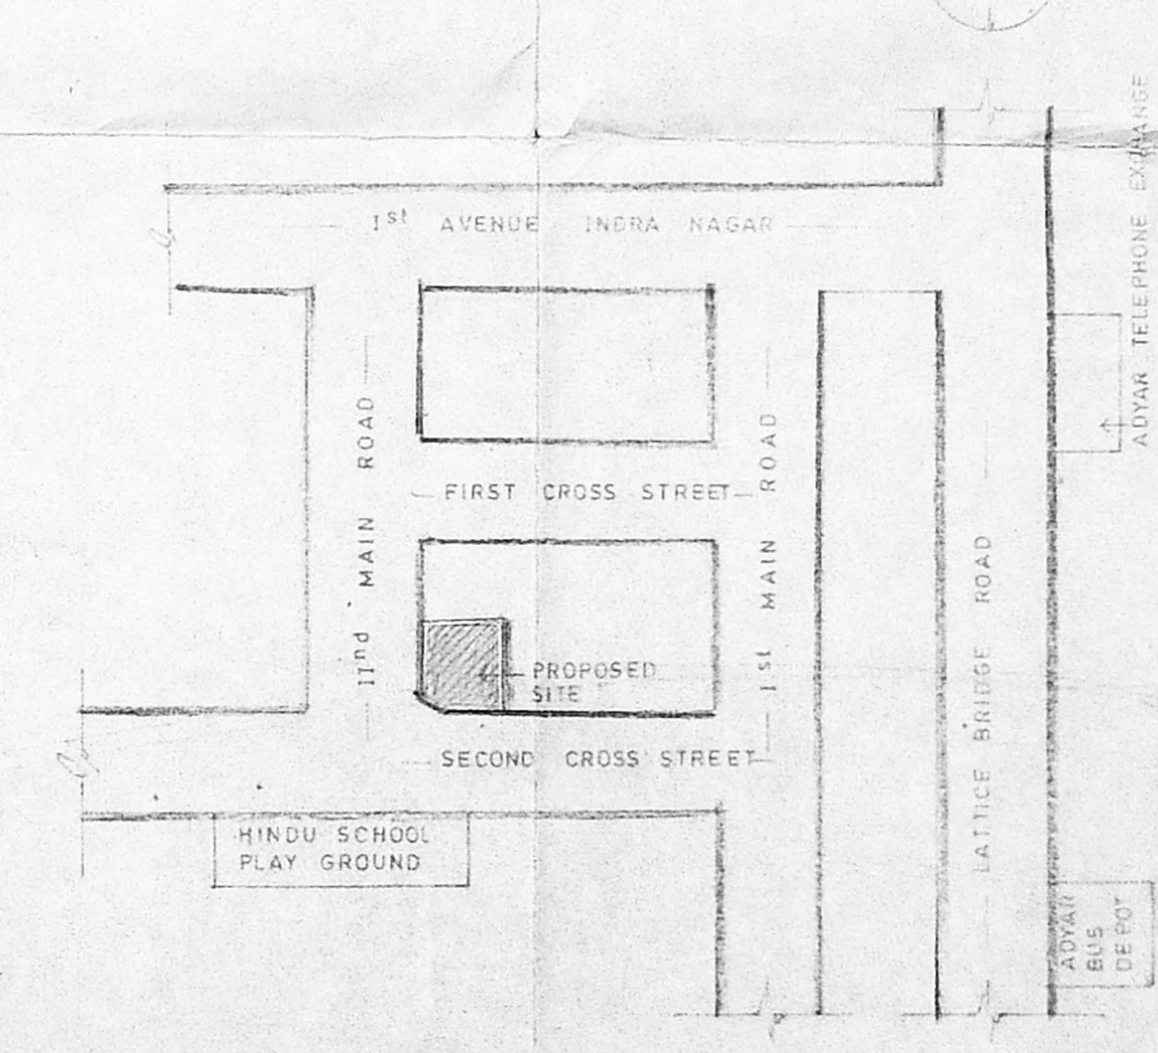 1st AVENUE INDRA NAGAR
ADYAR TELEPHONE EXCHANGE
IInd MAIN ROAD
FIRST CROSS STREET
1st MAIN ROAD
LATTICE BRIDGE ROAD
PROPOSED
SITE
SECOND CROSS STREET
HINDU SCHOOL
PLAY GROUND
ADYAR
BUS
DEPOT